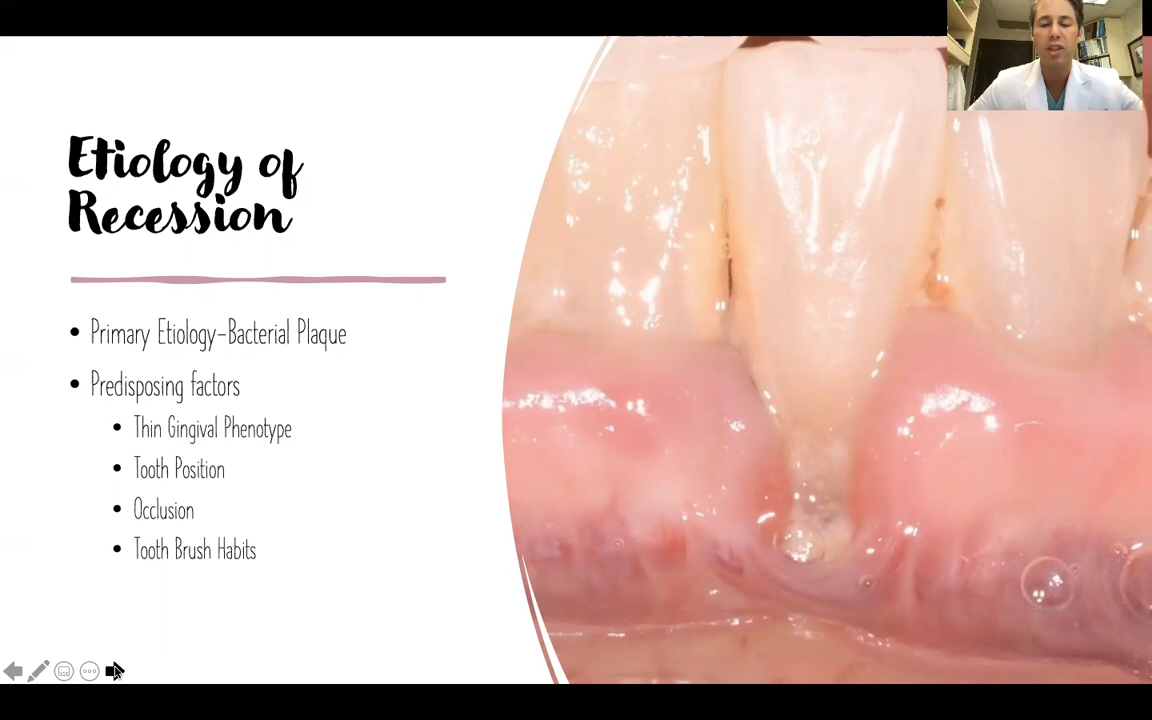 Etiology of
Recession
• Primary Etiology-Bacterial Plaque
• Predisposing factors
• Thin Gingival Phenotype
• Tooth Position
• Occlusion
• Tooth Brush Habits